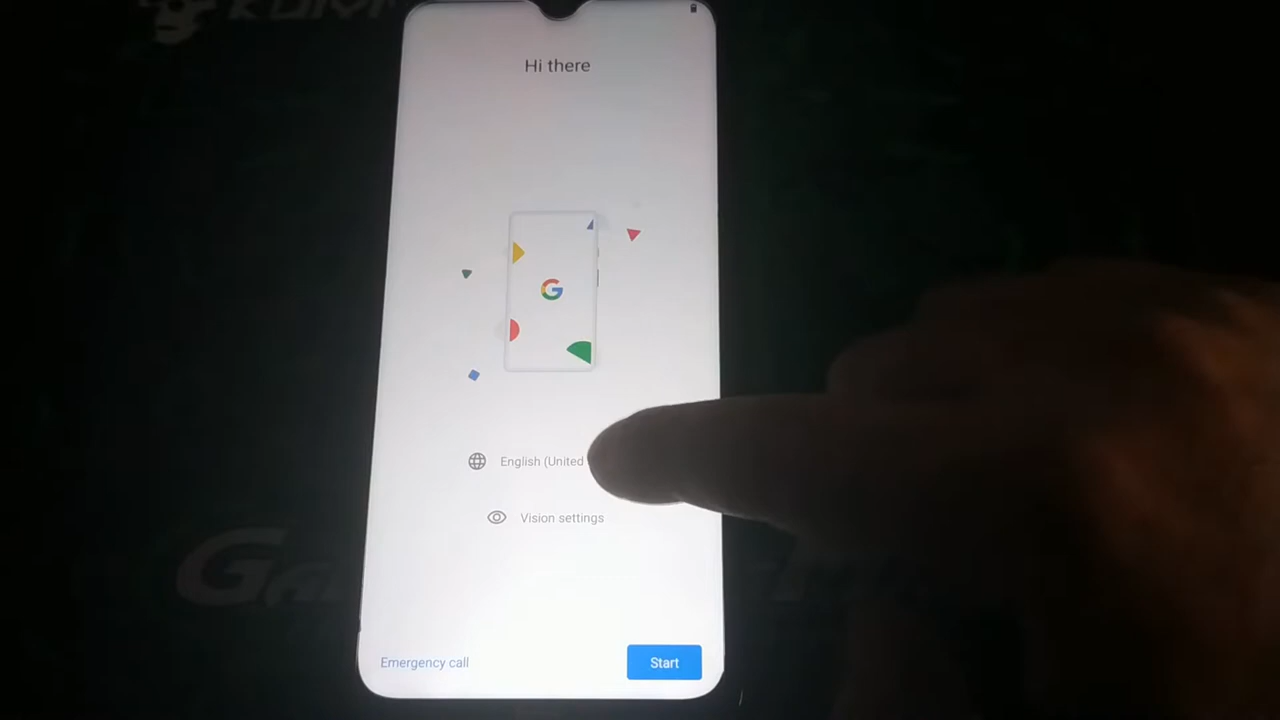 Hi there
G
English (United
Vision settings
Emergency call
Start